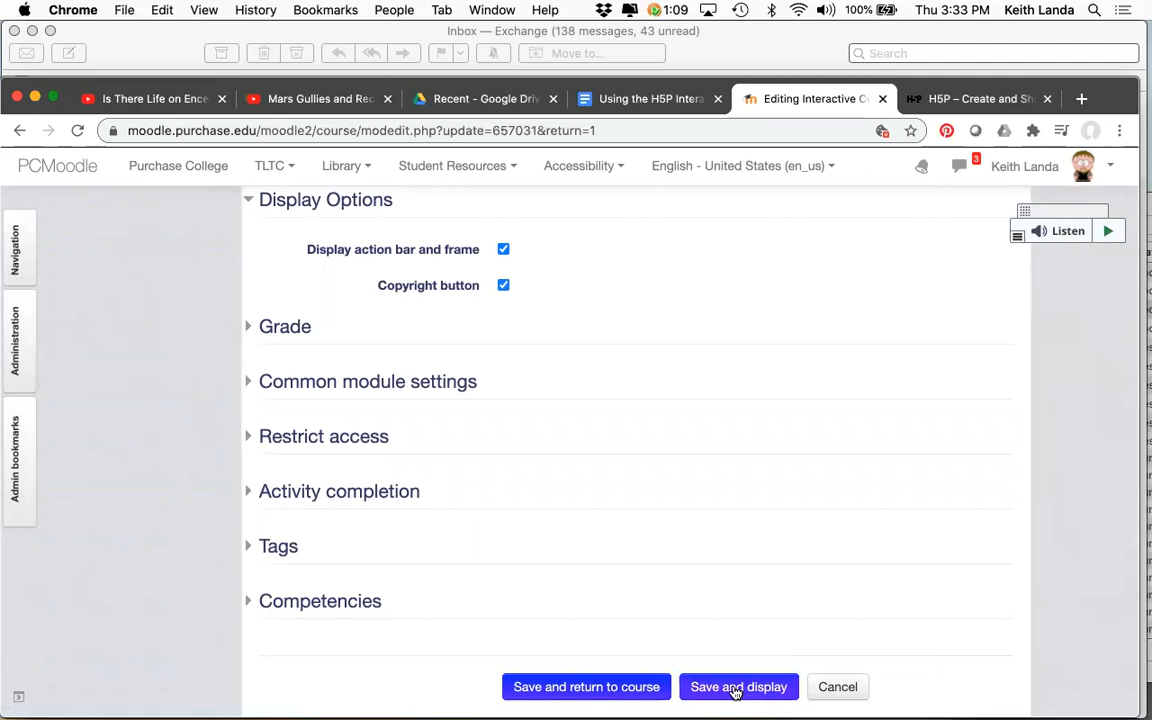 Chrome File Edit View History Bookmarks People Tab Window Help 1:09 100% Thu 3:33 PM Keith Landa
Inbox — Exchange (138 messages, 43 unread)
Move to... Search
Is There Life on Ence Mars Gullies and Rec Recent - Google Driv Using the H5P Intera Editing Interactive Co H5P – Create and Sh
moodle.purchase.edu/moodle2/course/modedit.php?update=657031&return=1
PCMoodle Purchase College TLTC Library Student Resources Accessibility English - United States (en_us) 3 Keith Landa
Display Options
Listen
Navigation
Display action bar and frame
Copyright button
Administration
Grade
Common module settings
Admin bookmarks
Restrict access
Activity completion
Tags
Competencies
Save and return to course Save and display Cancel